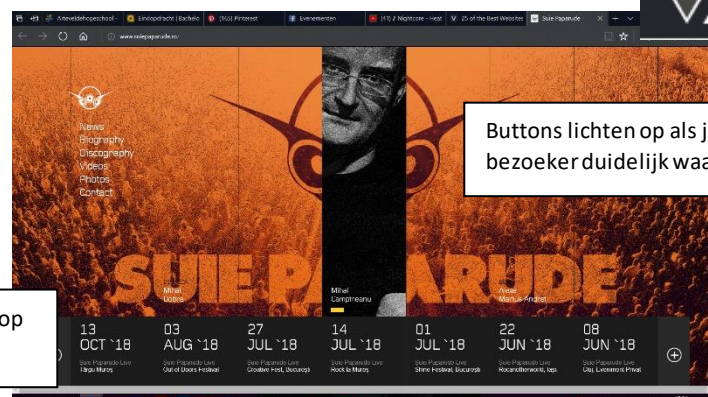 Arteveldehogeschool -
Eindopdracht | Bachelo
(165) Pinterest
Evenementen
(41) ♪ Nightcore - Heat
25 of the Best Websites
Suie Paparude
www.suiepaparude.ro/
News
Biography
Discography
Videos
Photos
Contact
Buttons lichten op als j
bezoeker duidelijk waa
SUIE PAPARUDE
Mihai
Dobre
Mihai
Campineanu
Marius Andrei
op
13
OCT `18
Suie Paparude Live
Târgu Mureș
03
AUG `18
Suie Paparude Live
Out of Doors Festival
27
JUL `18
Suie Paparude Live
Creative Fest, București
14
JUL `18
Suie Paparude Live
Rock la Mureș
01
JUL `18
Suie Paparude Live
Shine Festival, București
22
JUN `18
Suie Paparude Live
Rocanotherworld, Iași
08
JUN `18
Suie Paparude Live
Cluj, Eveniment Privat